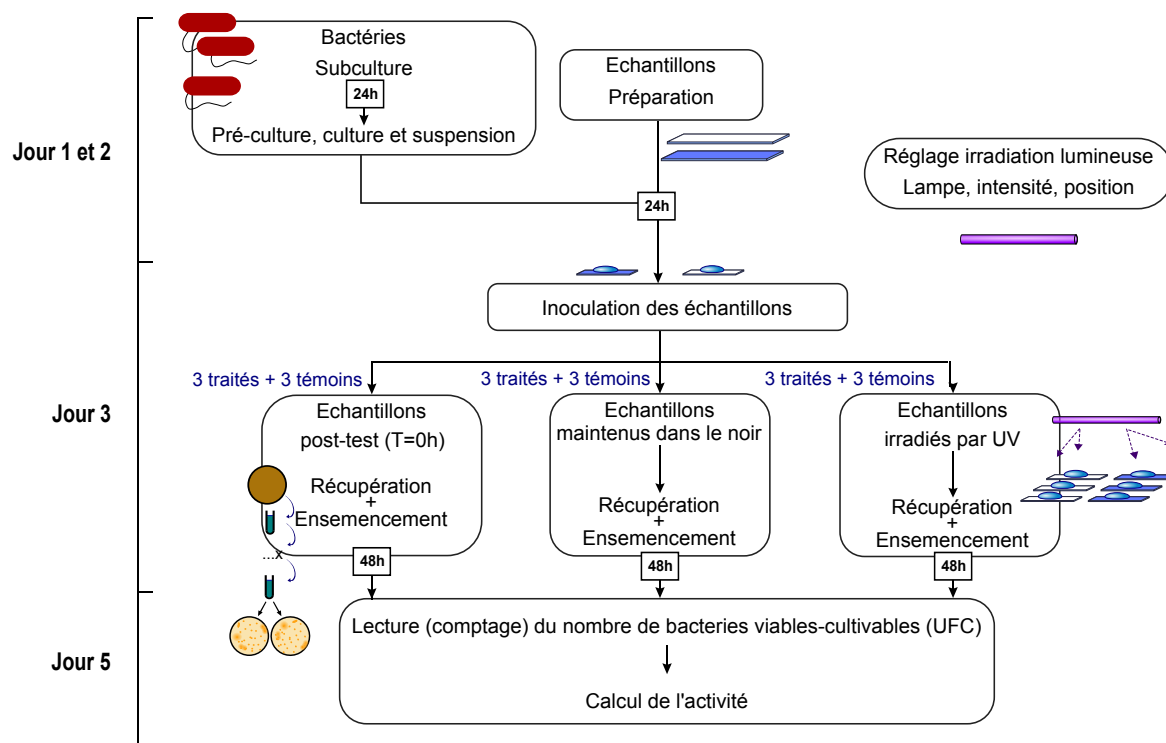 Jour 1 et 2
Bactéries
Subculture
24h
Pré-culture, culture et suspension
Echantillons
Préparation
24h
Réglage irradiation lumineuse
Lampe, intensité, position
Jour 3
Inoculation des échantillons
3 traités + 3 témoins
3 traités + 3 témoins
3 traités + 3 témoins
Echantillons
post-test (T=0h)
Récupération
+
Ensemencement
48h
...x
Echantillons
maintenus dans le noir
Récupération
+
Ensemencement
48h
Echantillons
irradiés par UV
Récupération
+
Ensemencement
48h
Jour 5
Lecture (comptage) du nombre de bacteries viables-cultivables (UFC)
Calcul de l'activité